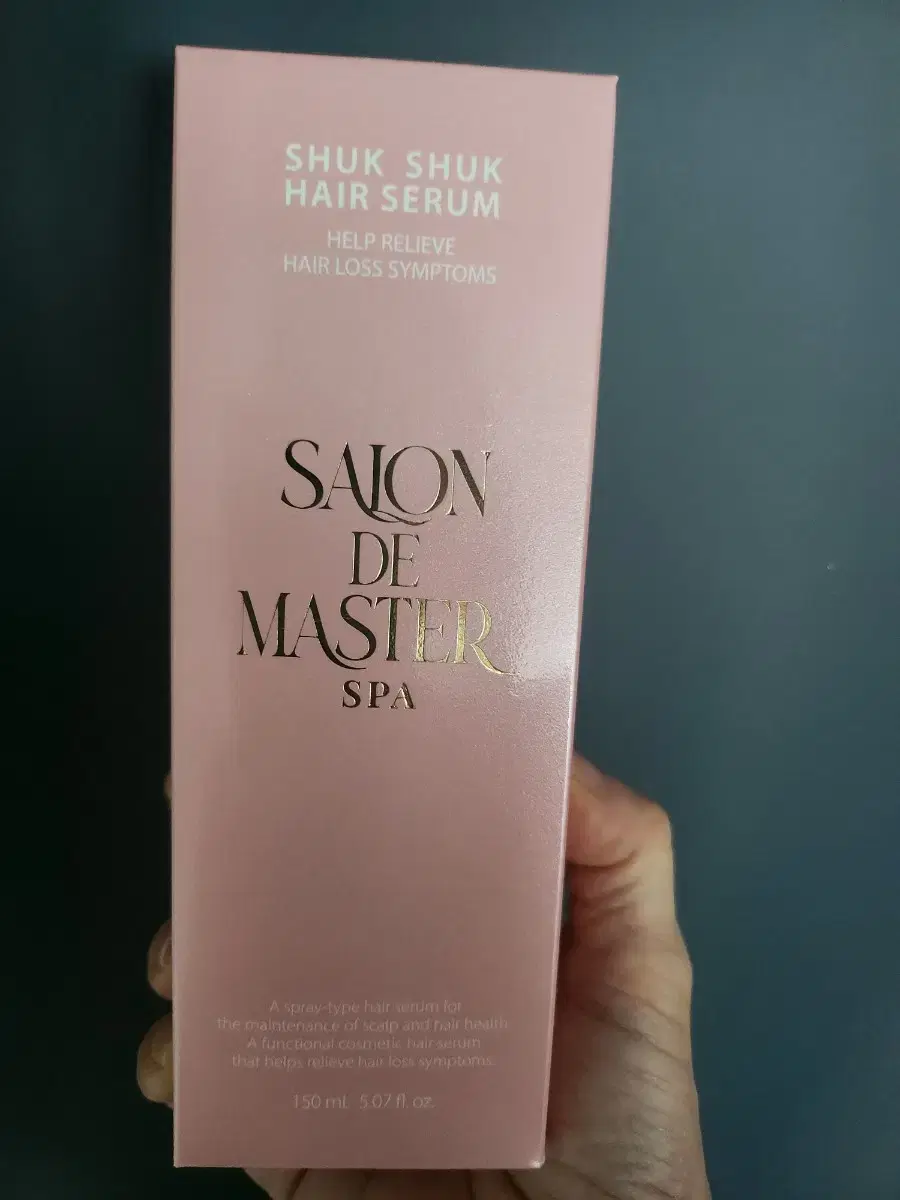 SHUK SHUK
HAIR SERUM
HELP RELIEVE
HAIR LOSS SYMPTOMS
SALON
DE
MASTER
SPA
A spray-type hair serum for
the maintenance of scalp and hair health.
A functional cosmetic hair serum
that helps relieve hair loss symptoms.
150 ml. 5.07 fl. oz.